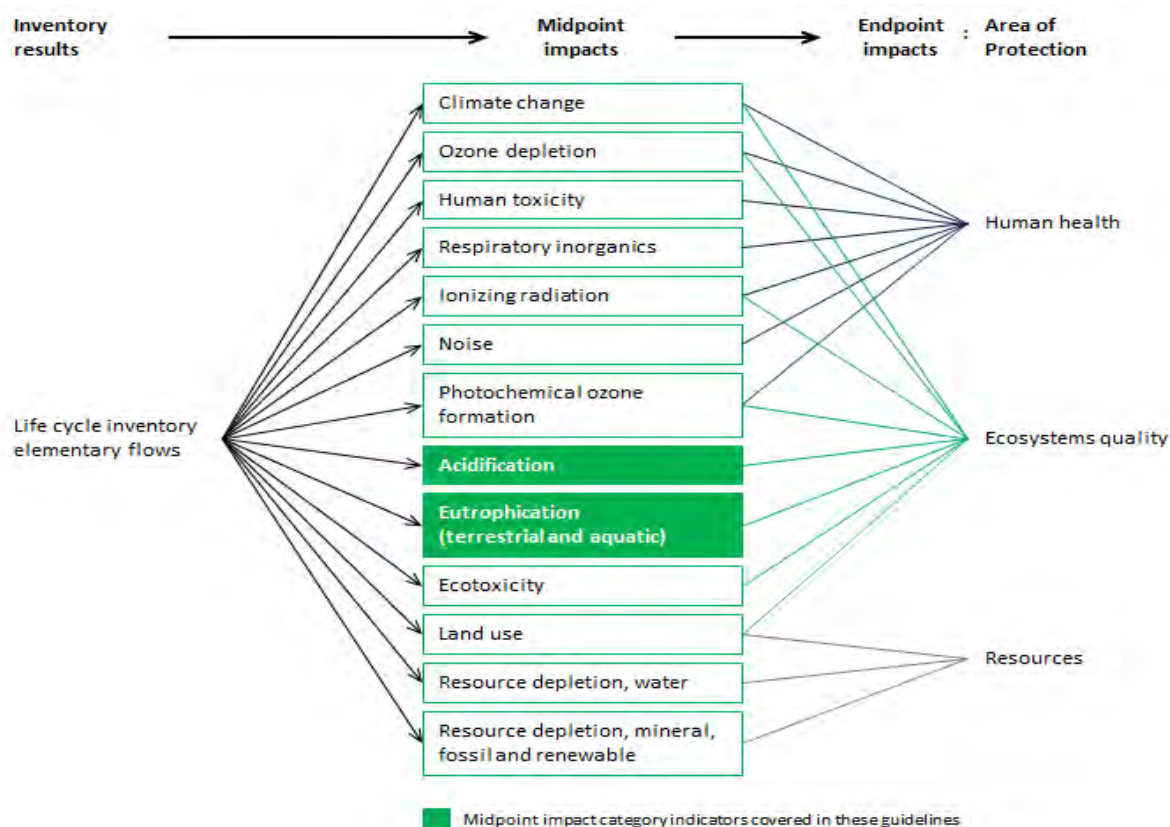 Inventory results
Midpoint impacts
Endpoint impacts : Area of Protection
Climate change
Ozone depletion
Human toxicity
Respiratory inorganics
Ionizing radiation
Noise
Photochemical ozone
formation
Acidification
Eutrophication
(terrestrial and aquatic)
Ecotoxicity
Land use
Resource depletion, water
Resource depletion, mineral,
fossil and renewable
Life cycle inventory
elementary flows
Human health
Ecosystems quality
Resources
Midpoint impact category indicators covered in these guidelines